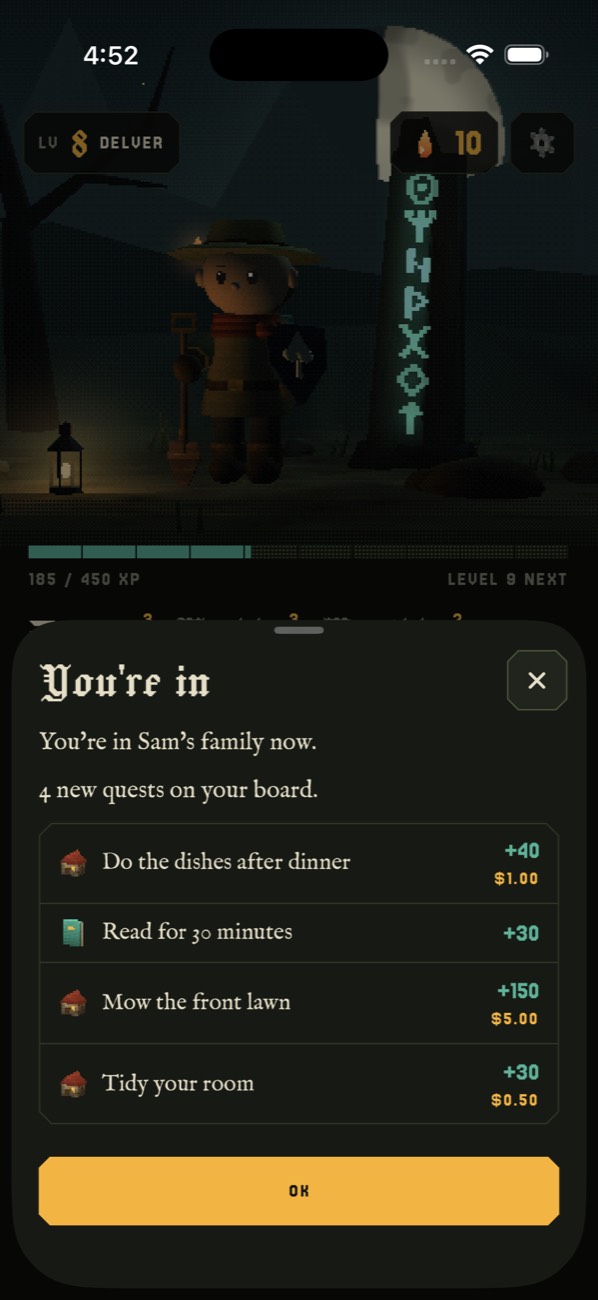 4:52
LV 8 DELVER
10
185 / 450 XP
LEVEL 9 NEXT
You're in
You're in Sam's family now.
4 new quests on your board.
Do the dishes after dinner
+40
$1.00
Read for 30 minutes
+30
Mow the front lawn
+150
$5.00
Tidy your room
+30
$0.50
OK